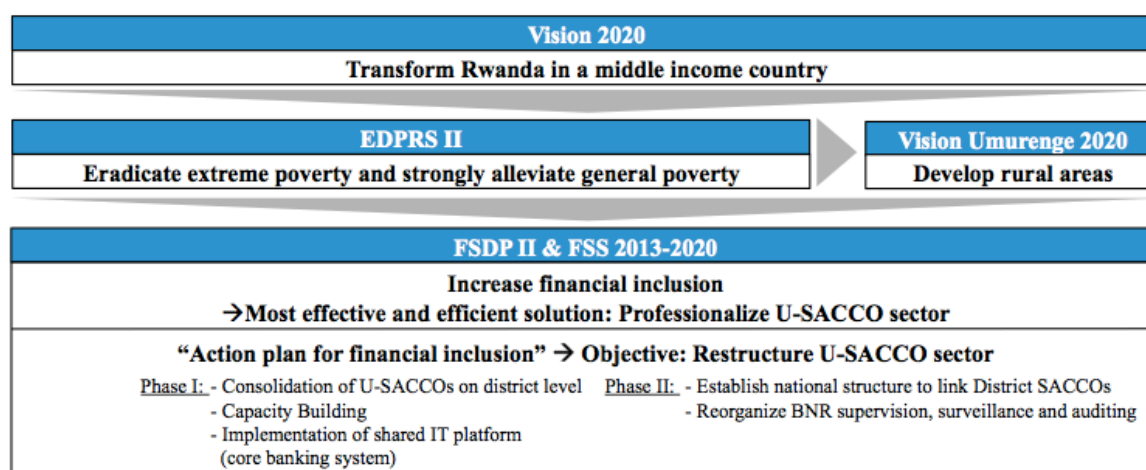 Vision 2020
Transform Rwanda in a middle income country
EDPRS II
Eradicate extreme poverty and strongly alleviate general poverty
Vision Umurenge 2020
Develop rural areas
FSDP II & FSS 2013-2020
Increase financial inclusion
→Most effective and efficient solution: Professionalize U-SACCO sector
“Action plan for financial inclusion” → Objective: Restructure U-SACCO sector
Phase I: - Consolidation of U-SACCOs on district level
- Capacity Building
- Implementation of shared IT platform
(core banking system)
Phase II: - Establish national structure to link District SACCOs
- Reorganize BNR supervision, surveillance and auditing